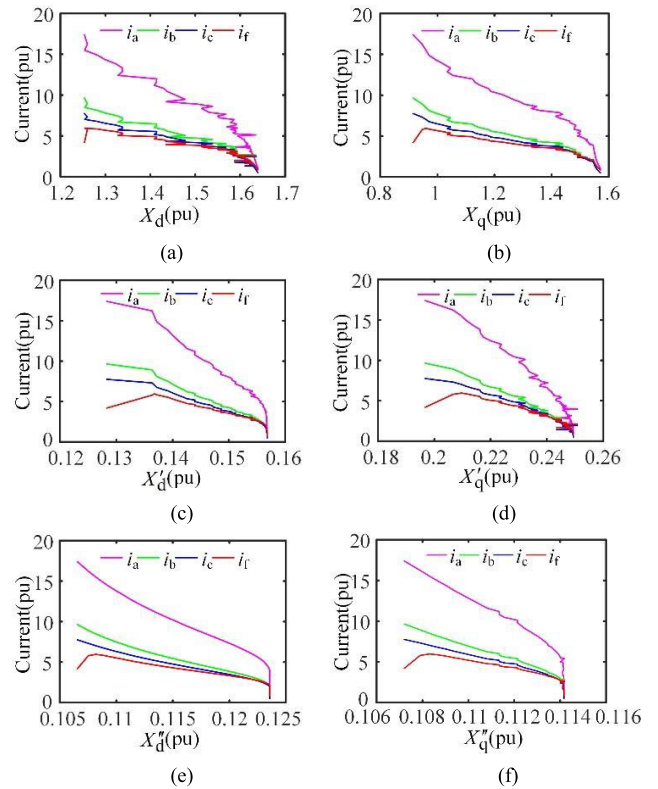 20
i_a i_b i_c i_f
15
Current(pu)
10
5
0
1.2 1.3 1.4 1.5 1.6 1.7
X_d(pu)
(a)
20
i_a i_b i_c i_f
15
Current(pu)
10
5
0
0.8 1 1.2 1.4 1.6
X_q(pu)
(b)
20
i_a i_b i_c i_f
15
Current(pu)
10
5
0
0.12 0.13 0.14 0.15 0.16
X′_d(pu)
(c)
20
i_a i_b i_c i_f
15
Current(pu)
10
5
0
0.18 0.2 0.22 0.24 0.26
X′_q(pu)
(d)
20
i_a i_b i_c i_f
15
Current(pu)
10
5
0
0.105 0.11 0.115 0.12 0.125
X″_d(pu)
(e)
20
i_a i_b i_c i_f
15
Current(pu)
10
5
0
0.106 0.108 0.11 0.112 0.114 0.116
X″_q(pu)
(f)